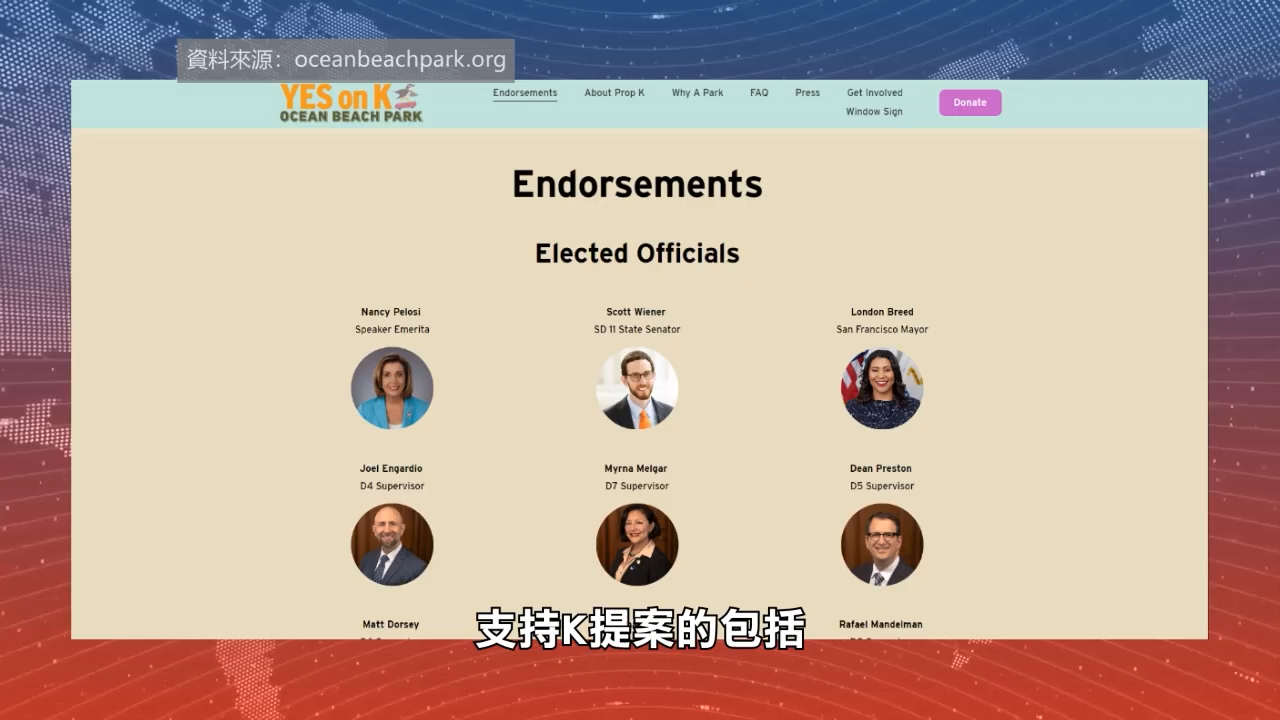 資料來源：oceanbeachpark.org
YES on K
OCEAN BEACH PARK
Endorsements
About Prop K
Why A Park
FAQ
Press
Get Involved
Window Sign
Donate
Endorsements
Elected Officials
Nancy Pelosi
Speaker Emerita
Scott Wiener
SD 11 State Senator
London Breed
San Francisco Mayor
Joel Engardio
D4 Supervisor
Myrna Melgar
D7 Supervisor
Dean Preston
D5 Supervisor
Matt Dorsey
Rafael Mandelman
支持K提案的包括